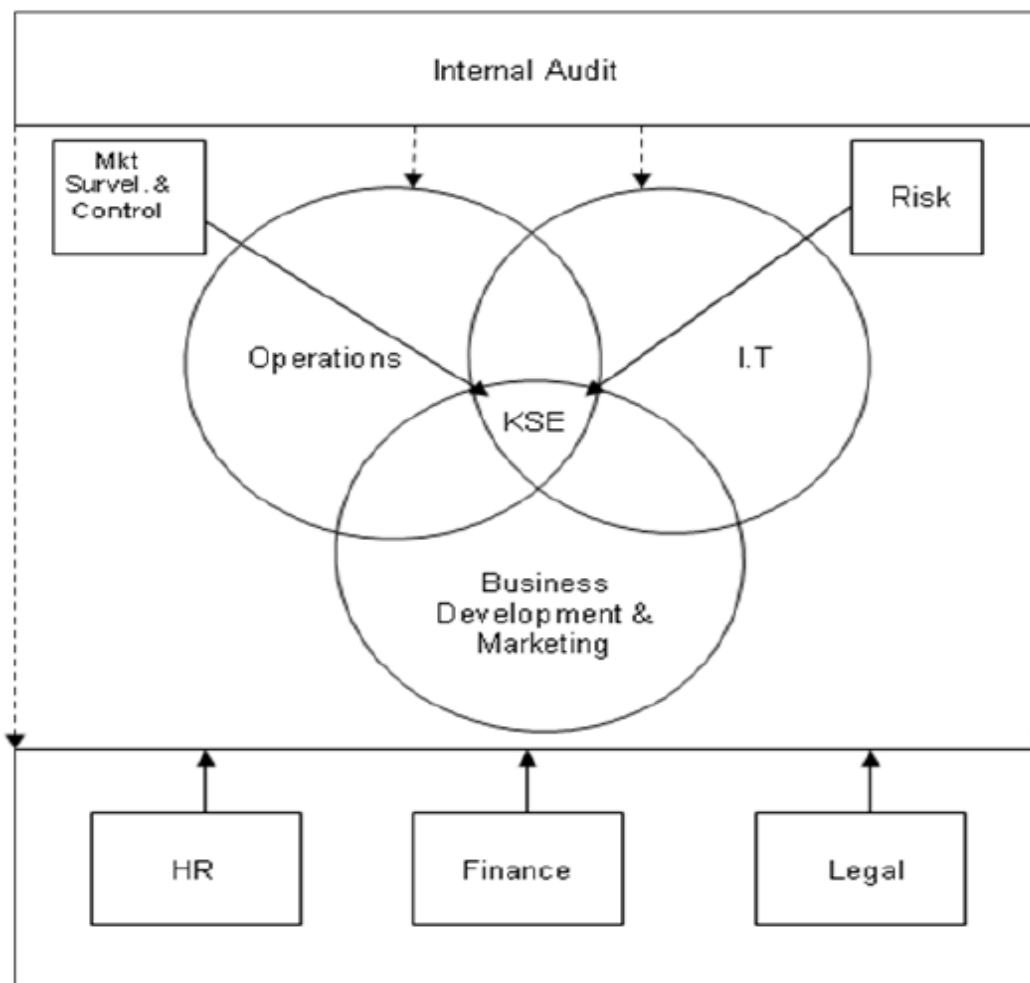 Internal Audit
Mkt
Survel.&
Control
Risk
Operations
I.T
KSE
Business
Development &
Marketing
HR
Finance
Legal